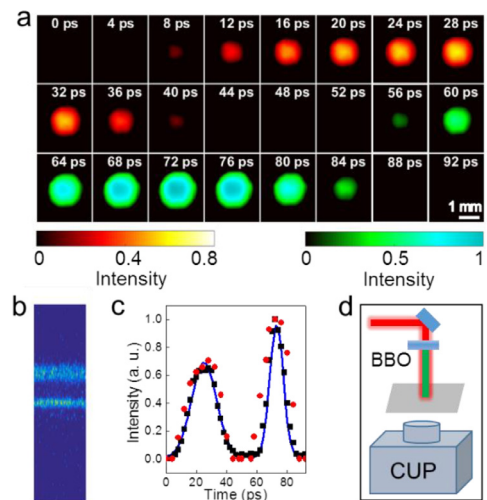 a
0 ps 4 ps 8 ps 12 ps 16 ps 20 ps 24 ps 28 ps
32 ps 36 ps 40 ps 44 ps 48 ps 52 ps 56 ps 60 ps
64 ps 68 ps 72 ps 76 ps 80 ps 84 ps 88 ps 92 ps
1 mm
0 0.8 0 1
Intensity Intensity
b c d
1.0
0.8
0.6
0.4
0.2
0.0
Intensity (a. u.)
0 20 40 60 80
Time (ps)
BBO
CUP